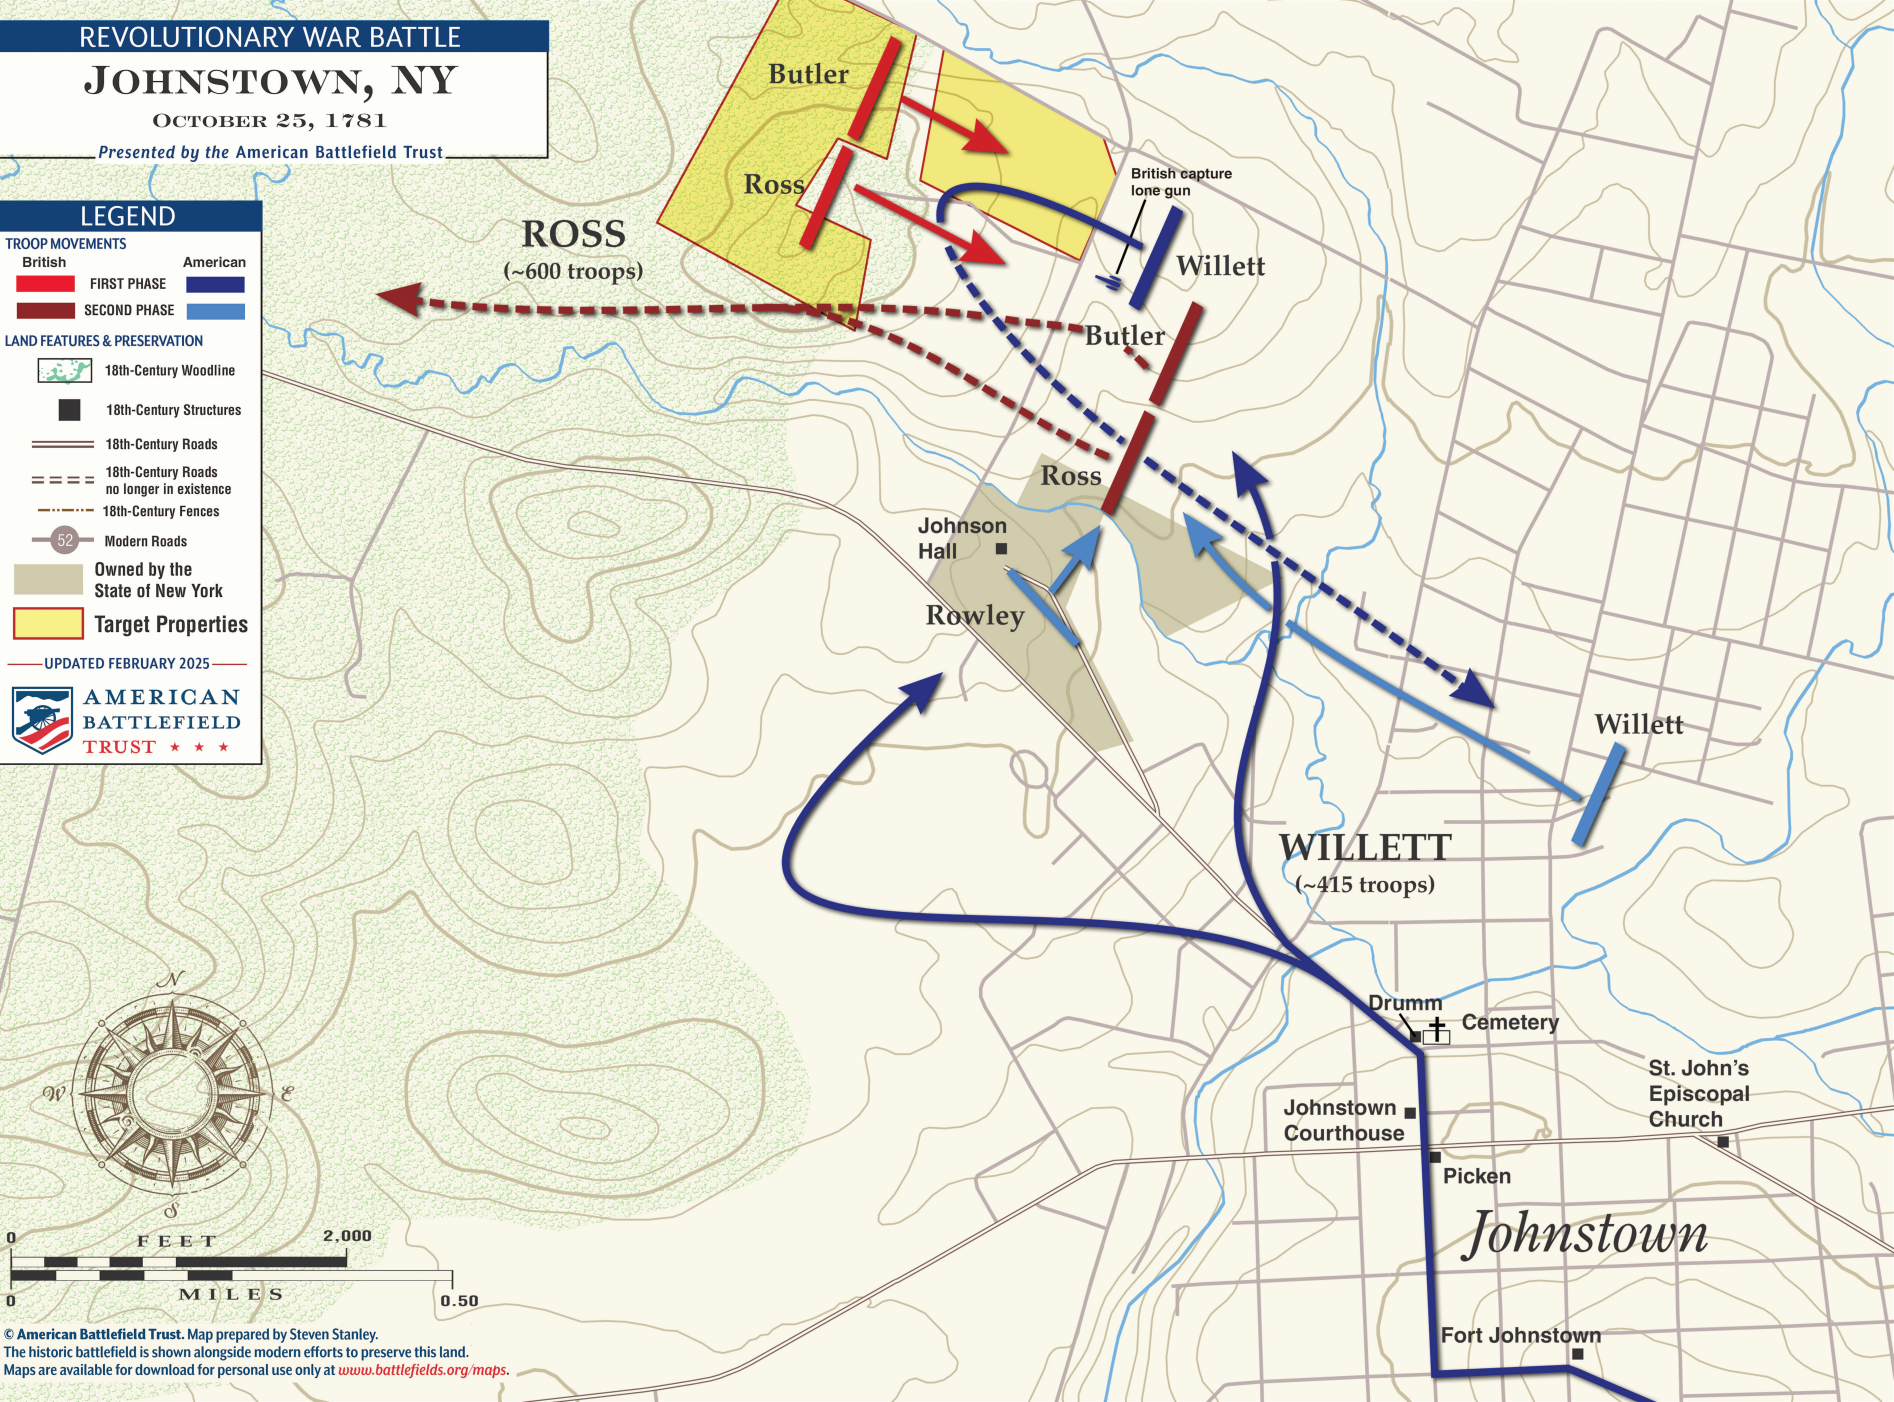 REVOLUTIONARY WAR BATTLE
JOHNSTOWN, NY
OCTOBER 25, 1781
Presented by the American Battlefield Trust
LEGEND
TROOP MOVEMENTS
British
American
FIRST PHASE
SECOND PHASE
LAND FEATURES & PRESERVATION
18th-Century Woodline
18th-Century Structures
18th-Century Roads
18th-Century Roads
no longer in existence
18th-Century Fences
52
Modern Roads
Owned by the
State of New York
Target Properties
UPDATED FEBRUARY 2025
AMERICAN
BATTLEFIELD
TRUST
Butler
Ross
ROSS
(~600 troops)
British capture
lone gun
Willett
Butler
Ross
Johnson
Hall
Rowley
Willett
WILLETT
(~415 troops)
Drumm
Cemetery
St. John's
Episcopal
Church
Johnstown
Courthouse
Picken
Johnstown
Fort Johnstown
N
W
E
S
0
FEET
2,000
0
MILES
0.50
© American Battlefield Trust. Map prepared by Steven Stanley.
The historic battlefield is shown alongside modern efforts to preserve this land.
Maps are available for download for personal use only at www.battlefields.org/maps.